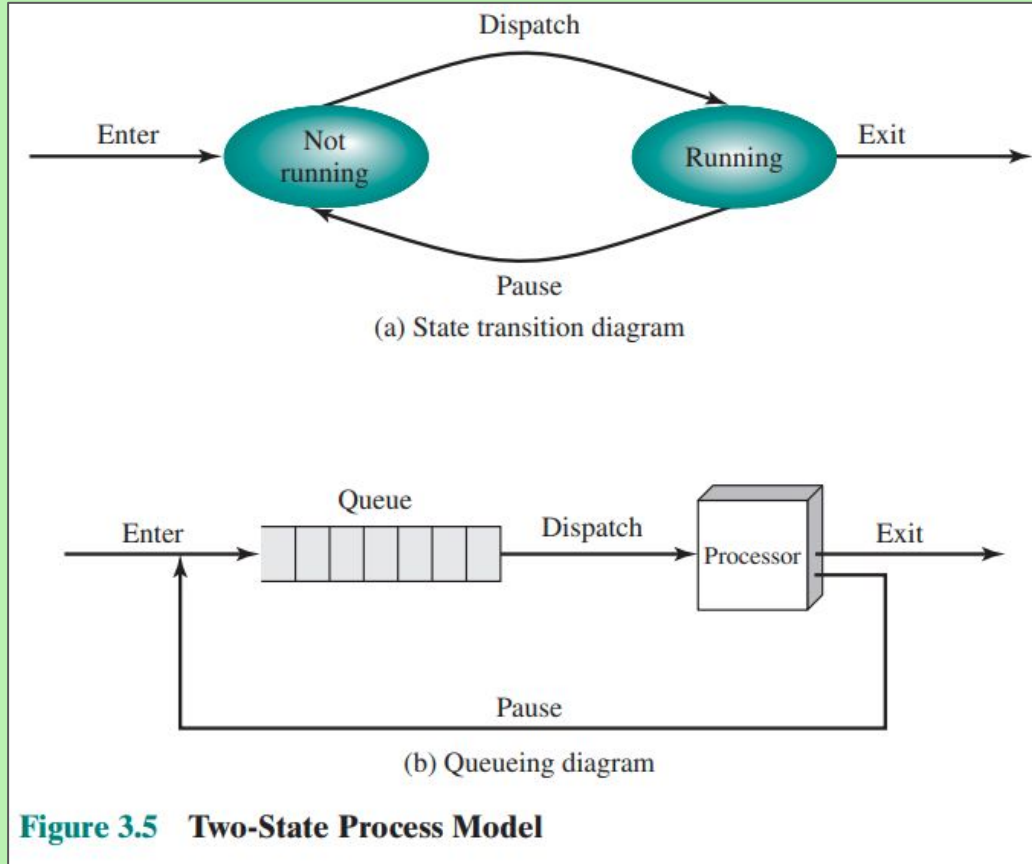 Dispatch
Enter
Not
running
Running
Exit
Pause
(a) State transition diagram
Queue
Enter
Dispatch
Processor
Exit
Pause
(b) Queueing diagram
Figure 3.5 Two-State Process Model